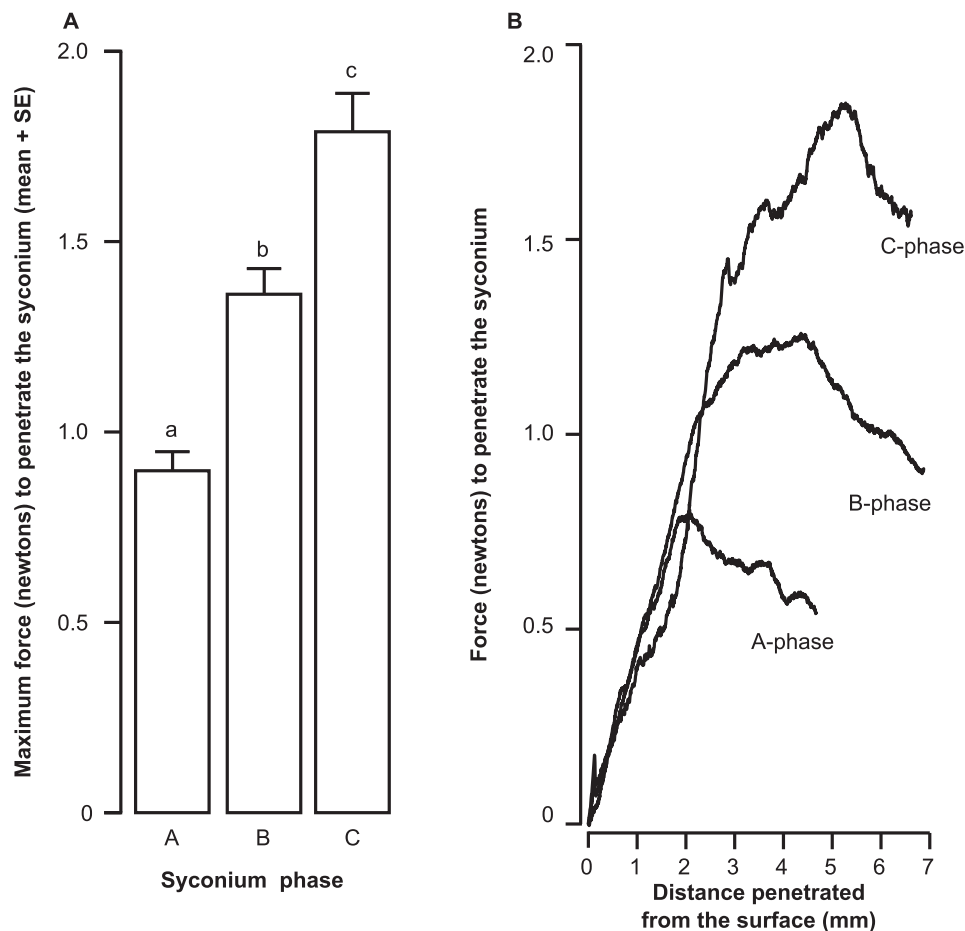 A
Maximum force (newtons) to penetrate the syconium (mean + SE)
2.0
1.5
1.0
0.5
0
a
b
c
A B C
Syconium phase
B
Force (newtons) to penetrate the syconium
2.0
1.5
1.0
0.5
0
C-phase
B-phase
A-phase
0 1 2 3 4 5 6 7
Distance penetrated
from the surface (mm)